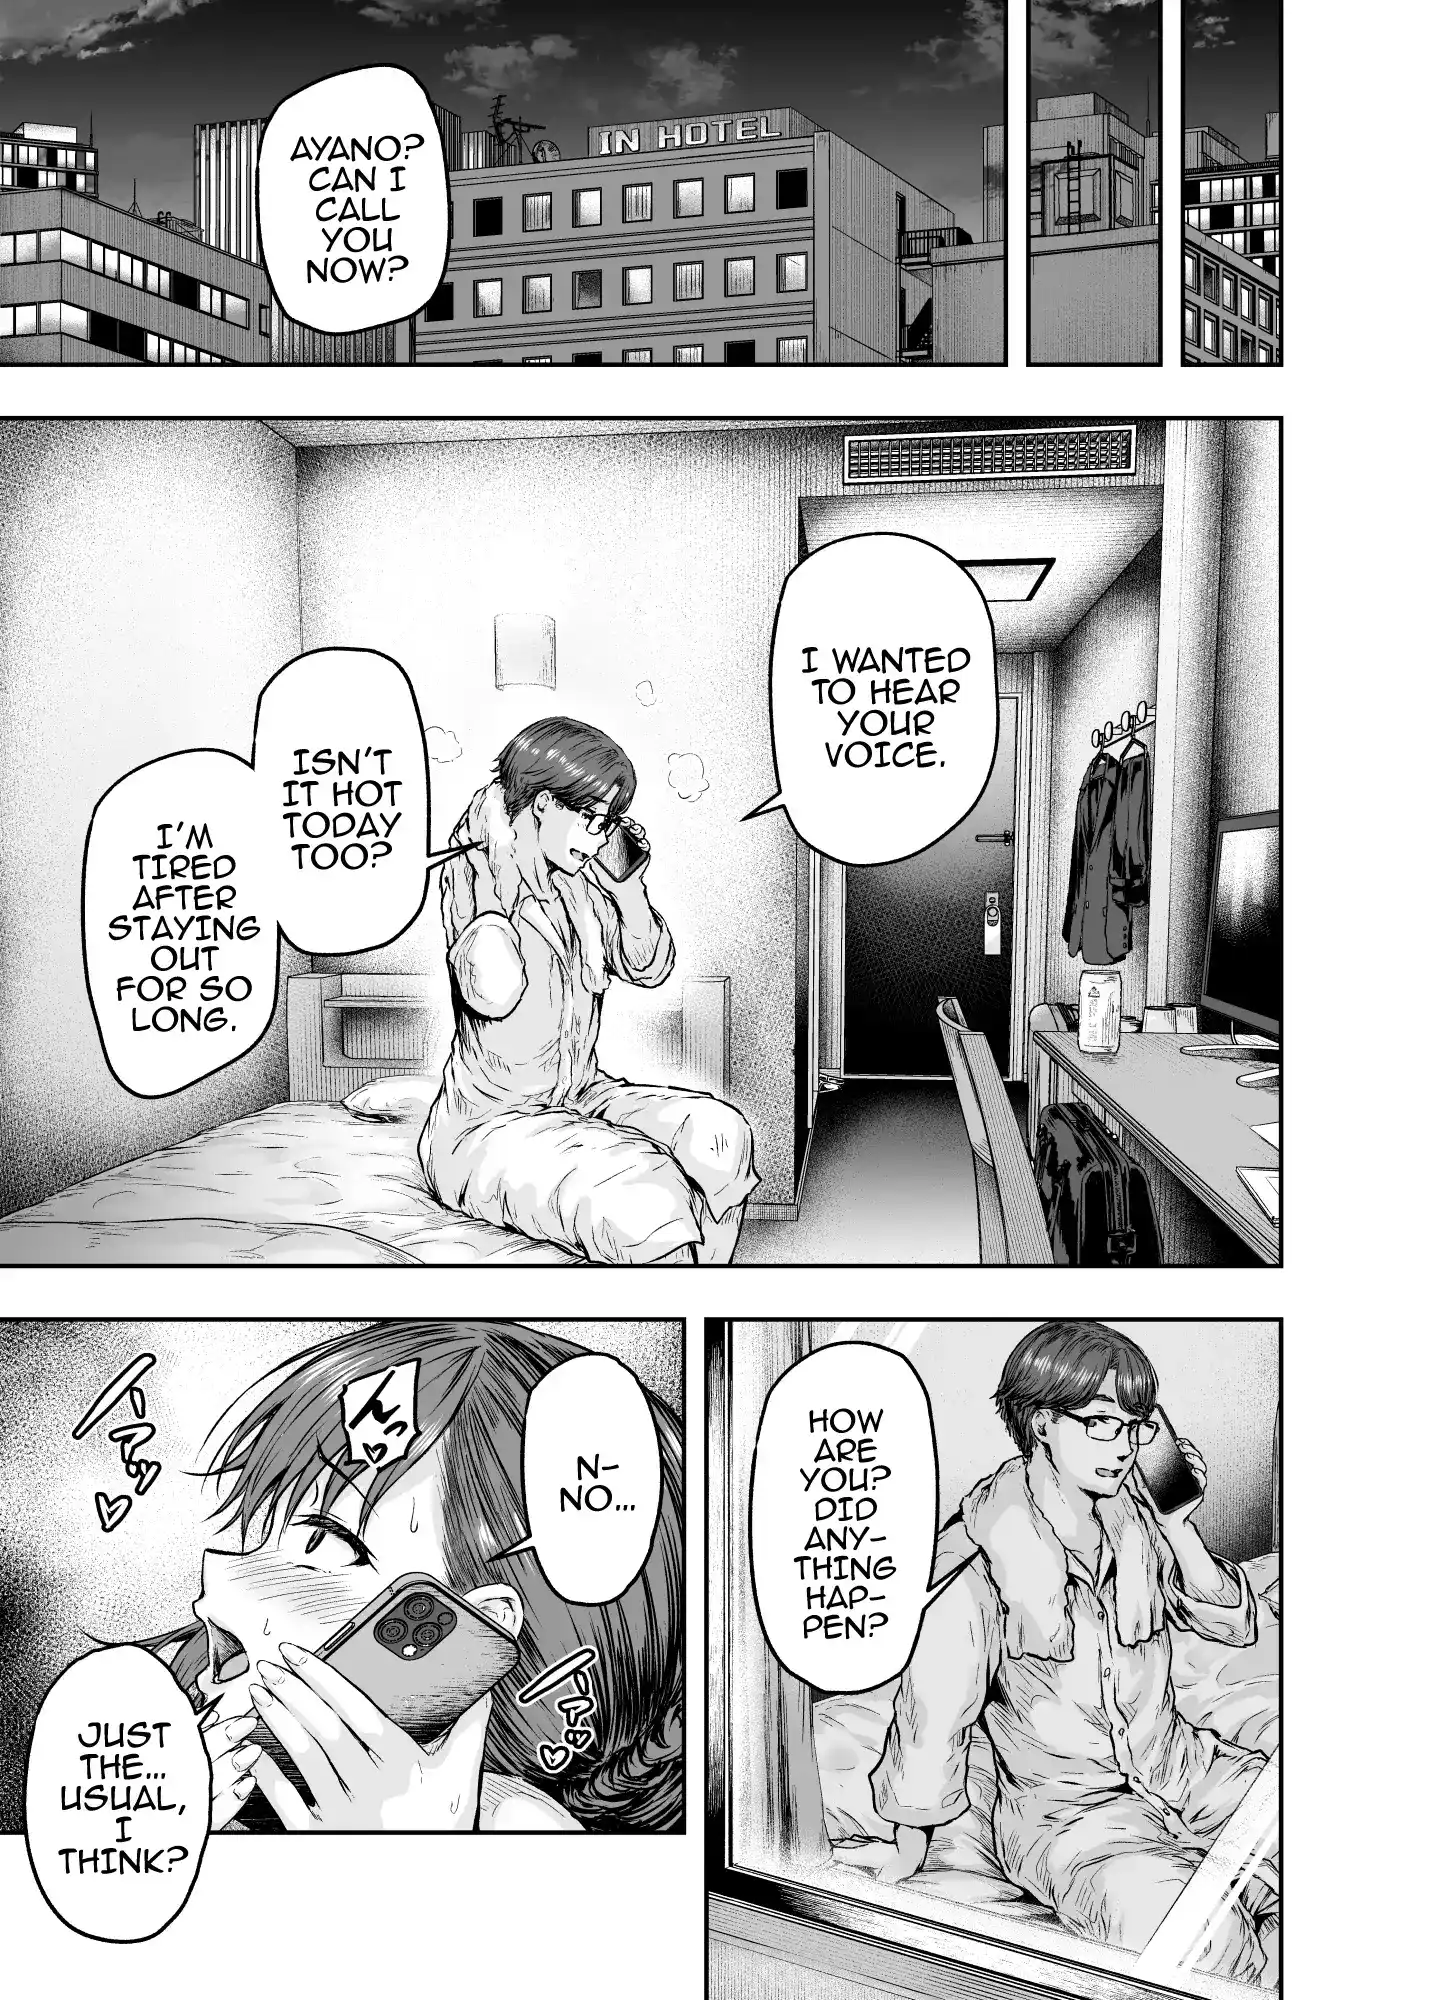 IN HOTEL
AYANO?
CAN I
CALL
YOU
NOW?
I WANTED
TO HEAR
YOUR
VOICE.
ISN'T
IT HOT
TODAY
TOO?
I'M
TIRED
AFTER
STAYING
OUT
FOR SO
LONG.
HOW
ARE
YOU?
DID
ANY-
THING
HAP-
PEN?
N-
NO...
JUST
THE...
USUAL,
I
THINK?